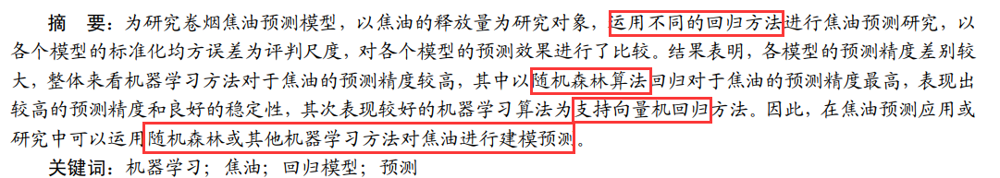 摘　要：为研究卷烟焦油预测模型，以焦油的释放量为研究对象，运用不同的回归方法进行焦油预测研究，以
各个模型的标准化均方误差为评判尺度，对各个模型的预测效果进行了比较。结果表明，各模型的预测精度差别较
大，整体来看机器学习方法对于焦油的预测精度较高，其中以随机森林算法回归对于焦油的预测精度最高，表现出
较高的预测精度和良好的稳定性，其次表现较好的机器学习算法为支持向量机回归方法。因此，在焦油预测应用或
研究中可以运用随机森林或其他机器学习方法对焦油进行建模预测。
关键词：机器学习；焦油；回归模型；预测